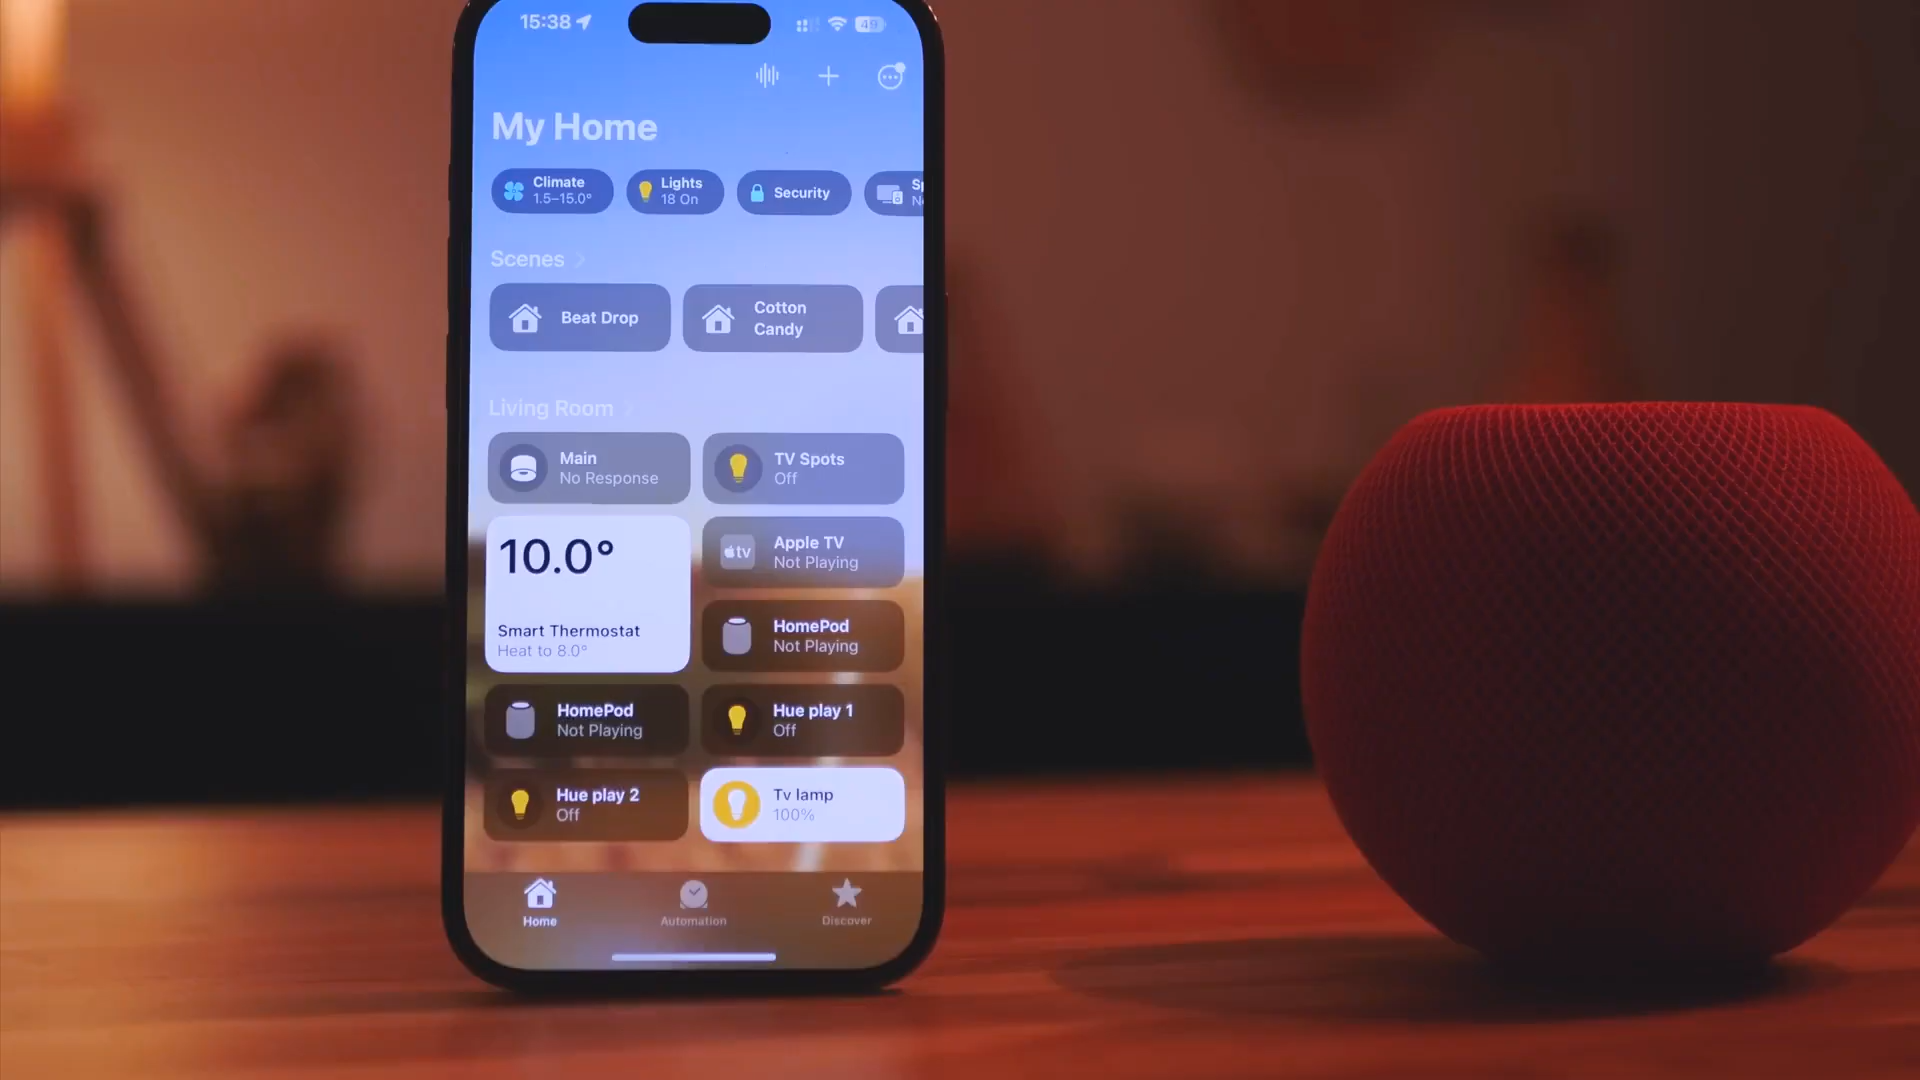 15:38
49
My Home
Climate
1.5–15.0°
Lights
18 On
Security
Scenes
Beat Drop
Cotton
Candy
Living Room
Main
No Response
TV Spots
Off
10.0°
Smart Thermostat
Heat to 8.0°
tv
Apple TV
Not Playing
HomePod
Not Playing
HomePod
Not Playing
Hue play 1
Off
Hue play 2
Off
Tv lamp
100%
Home
Automation
Discover